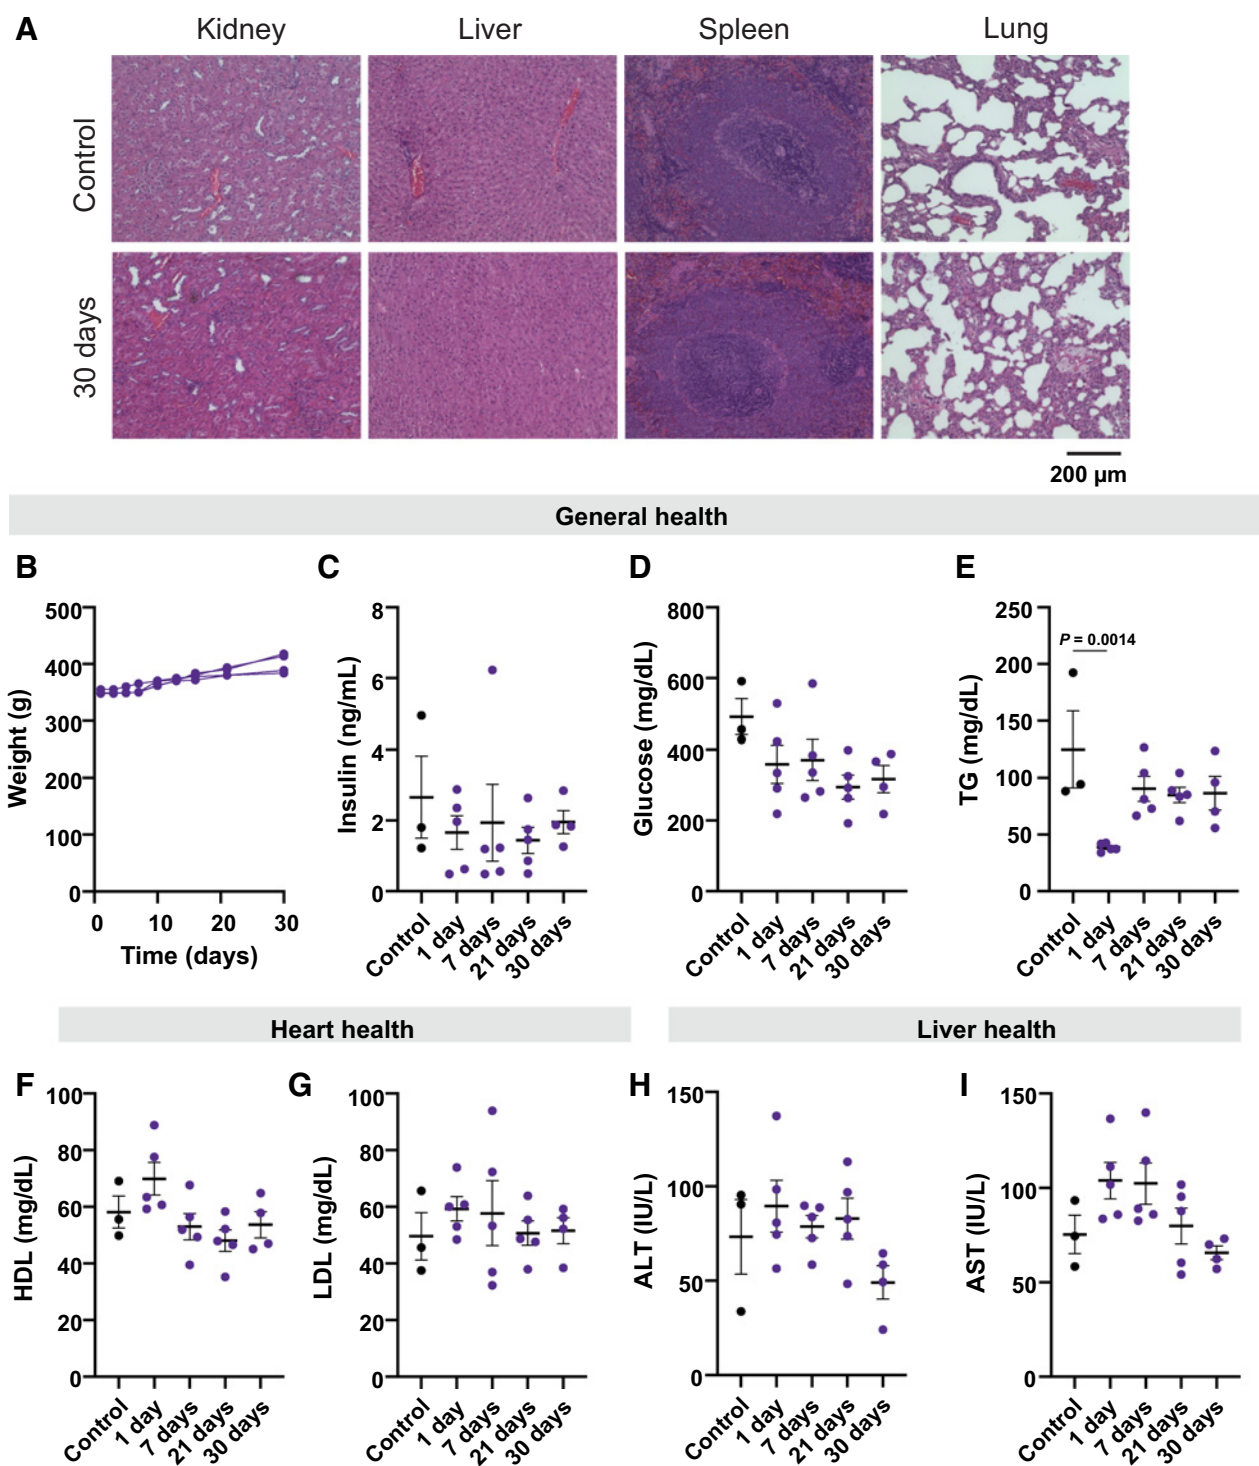 A
Kidney Liver Spleen Lung
Control
30 days
200 µm
General health
B
500
400
300
200
100
0
Weight (g)
0 10 20 30
Time (days)
C
8
6
4
2
0
Insulin (ng/mL)
Control 1 day 7 days 21 days 30 days
D
800
600
400
200
0
Glucose (mg/dL)
Control 1 day 7 days 21 days 30 days
E
250
200
150
100
50
0
TG (mg/dL)
P = 0.0014
Control 1 day 7 days 21 days 30 days
Heart health
Liver health
F
100
80
60
40
20
0
HDL (mg/dL)
Control 1 day 7 days 21 days 30 days
G
100
80
60
40
20
0
LDL (mg/dL)
Control 1 day 7 days 21 days 30 days
H
150
100
50
0
ALT (IU/L)
Control 1 day 7 days 21 days 30 days
I
150
100
50
0
AST (IU/L)
Control 1 day 7 days 21 days 30 days